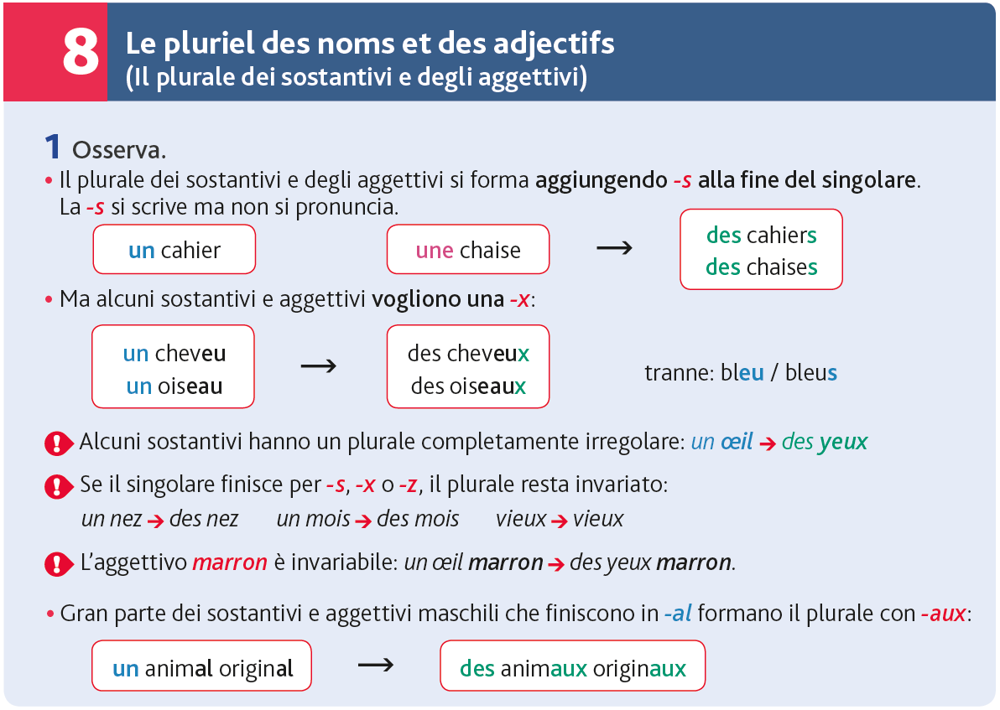 8
Le pluriel des noms et des adjectifs
(Il plurale dei sostantivi e degli aggettivi)
1 Osserva.
• Il plurale dei sostantivi e degli aggettivi si forma aggiungendo -s alla fine del singolare.
La -s si scrive ma non si pronuncia.
un cahier
une chaise
→
des cahiers
des chaises
• Ma alcuni sostantivi e aggettivi vogliono una -x:
un cheveu
un oiseau
→
des cheveux
des oiseaux
tranne: bleu / bleus
! Alcuni sostantivi hanno un plurale completamente irregolare: un œil → des yeux
! Se il singolare finisce per -s, -x o -z, il plurale resta invariato:
un nez → des nez un mois → des mois vieux → vieux
! L'aggettivo marron è invariabile: un œil marron → des yeux marron.
• Gran parte dei sostantivi e aggettivi maschili che finiscono in -al formano il plurale con -aux:
un animal original
→
des animaux originaux